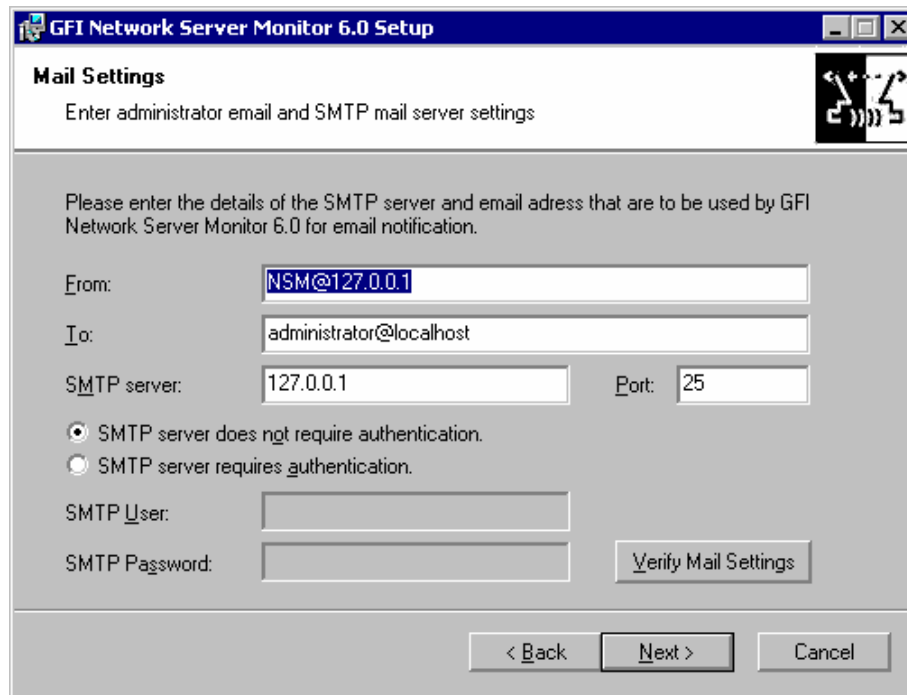 GFI Network Server Monitor 6.0 Setup
Mail Settings
Enter administrator email and SMTP mail server settings
Please enter the details of the SMTP server and email adress that are to be used by GFI
Network Server Monitor 6.0 for email notification.
From: NSM@127.0.0.1
To: administrator@localhost
SMTP server: 127.0.0.1 Port: 25
SMTP server does not require authentication.
SMTP server requires authentication.
SMTP User:
SMTP Password: Verify Mail Settings
< Back Next > Cancel